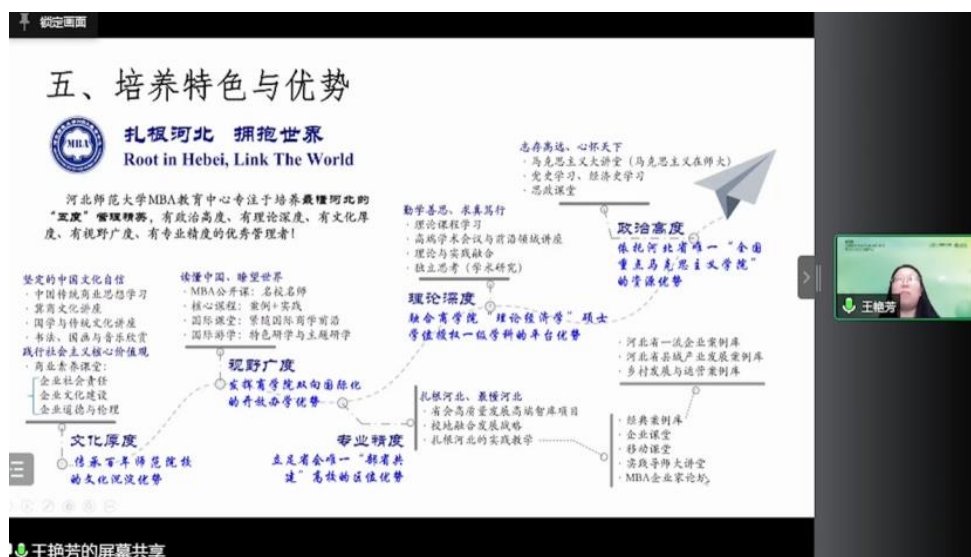 锁定画面
五、培养特色与优势
MBA
扎根河北 拥抱世界
Root in Hebei, Link The World
河北师范大学MBA教育中心专注于培养最懂河北的
“五度”管理精英，有政治高度、有理论深度、有文化厚
度、有视野广度、有专业精度的优秀管理者！
志存高远、心怀天下
· 马克思主义大讲堂（马克思主义在师大）
· 党史学习、经济史学习
· 思政课堂
政治高度
依托河北省唯一“全国
重点马克思主义学院”
的资源优势
勤学善思、求真笃行
· 理论课程学习
· 高端学术会议与前沿领域讲座
· 理论与实践融合
· 独立思考（学术研究）
理论深度
融合商学院“理论经济学”硕士
学位授权一级学科的平台优势
读懂中国、瞭望世界
· MBA公开课：名校名师
· 核心课程：案例+实践
· 国际课堂：紧随国际商学前沿
· 国际游学：特色研学与主题研学
视野广度
发挥商学院双向国际化
的开放办学优势
坚定的中国文化自信
· 中国传统商业思想学习
· 冀商文化讲座
· 国学与传统文化讲座
· 书法、国画与音乐欣赏
践行社会主义核心价值观
· 商业素养课堂：
企业社会责任
企业文化建设
企业道德与伦理
文化厚度
传承百年师范院校
的文化沉淀优势
专业精度
立足省会唯一“部省共
建”高校的区位优势
扎根河北、最懂河北
· 省会高质量发展高端智库项目
· 校地融合发展战略
· 扎根河北的实践教学
· 河北省一流企业案例库
· 河北省县域产业发展案例库
· 乡村发展与运营案例库
· 经典案例库
· 企业课堂
· 移动课堂
· 实践导师大讲堂
· MBA企业家论坛
王艳芳
王艳芳的屏幕共享